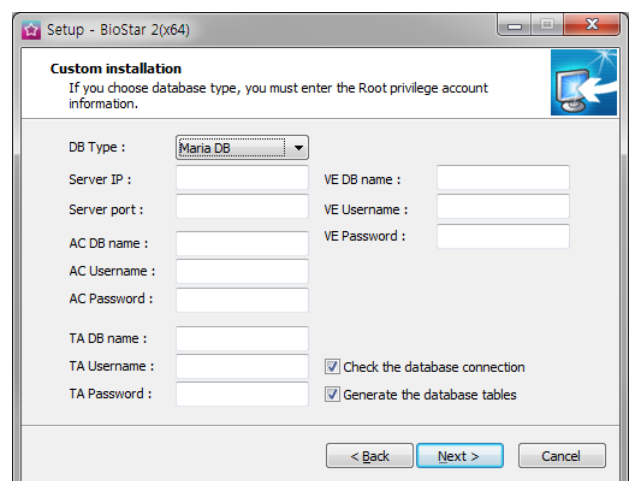 Setup - BioStar 2(x64)
Custom installation
If you choose database type, you must enter the Root privilege account
information.
DB Type :
Maria DB
Server IP :
Server port :
AC DB name :
AC Username :
AC Password :
TA DB name :
TA Username :
TA Password :
VE DB name :
VE Username :
VE Password :
Check the database connection
Generate the database tables
< Back
Next >
Cancel